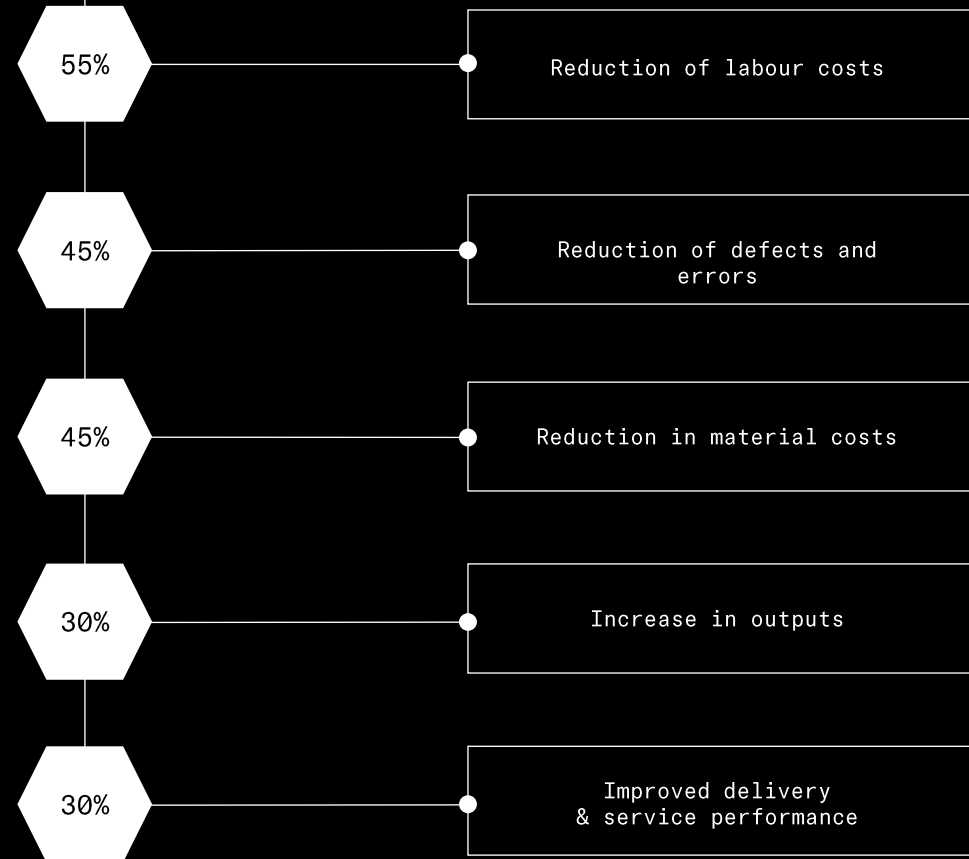 55%
Reduction of labour costs
45%
Reduction of defects and
errors
45%
Reduction in material costs
30%
Increase in outputs
30%
Improved delivery
& service performance